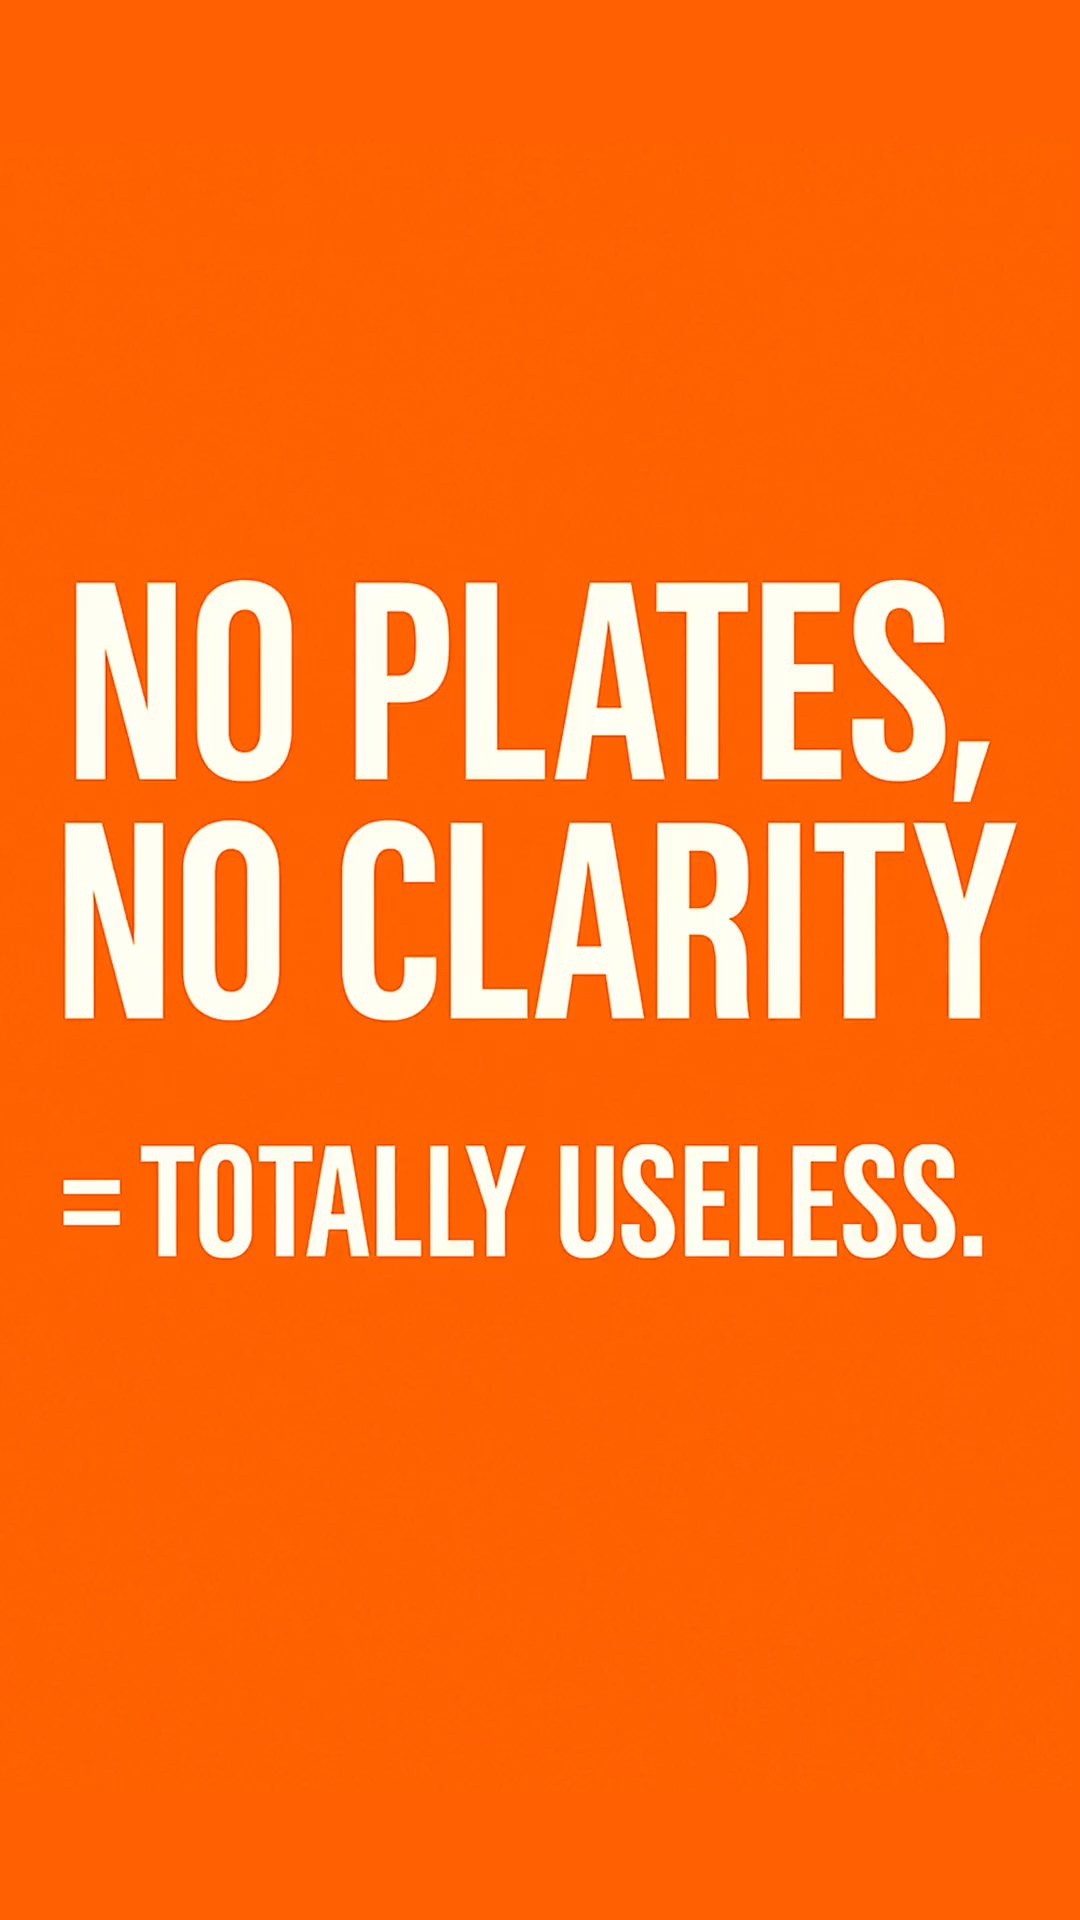 NO PLATES,
NO CLARITY
= TOTALLY USELESS.